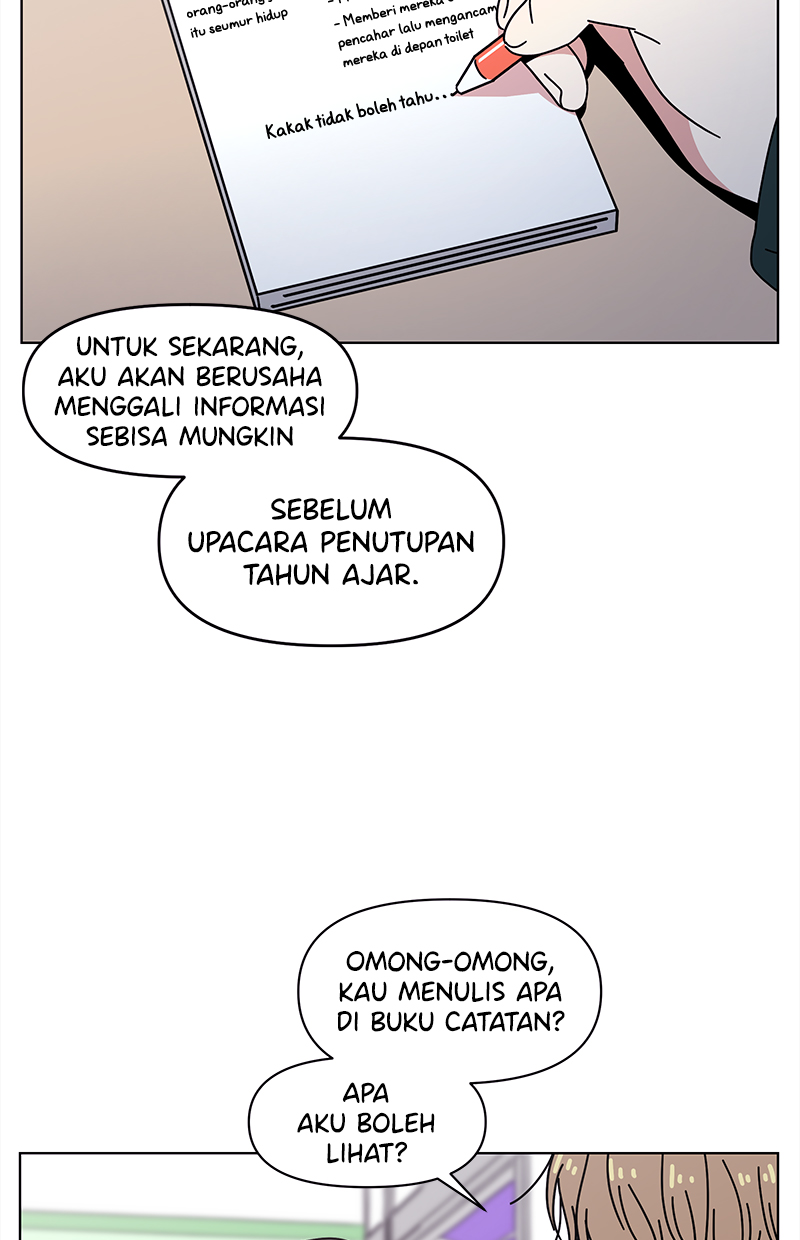 orang-orang
itu seumur hidup
- Memberi mereka
pencahar lalu mengancam
mereka di depan toilet
Kakak tidak boleh tahu...
UNTUK SEKARANG,
AKU AKAN BERUSAHA
MENGGALI INFORMASI
SEBISA MUNGKIN
SEBELUM
UPACARA PENUTUPAN
TAHUN AJAR.
OMONG-OMONG,
KAU MENULIS APA
DI BUKU CATATAN?
APA
AKU BOLEH
LIHAT?